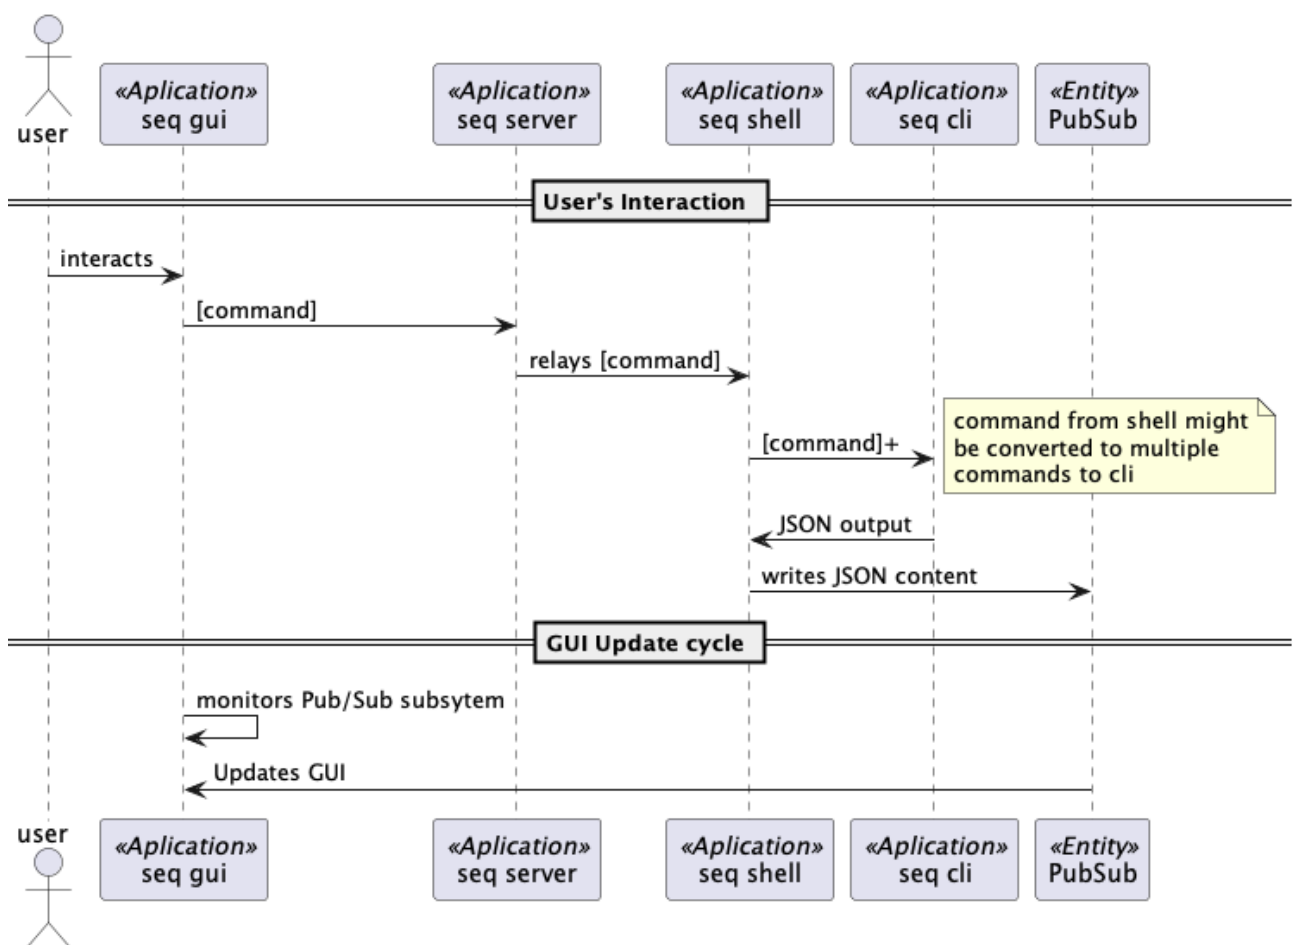 «Aplication»
seq gui
«Aplication»
seq server
«Aplication»
seq shell
«Aplication»
seq cli
«Entity»
PubSub
user
User's Interaction
interacts
[command]
relays [command]
command from shell might
be converted to multiple
commands to cli
[command]+
JSON output
writes JSON content
GUI Update cycle
monitors Pub/Sub subsytem
Updates GUI
user
«Aplication»
seq gui
«Aplication»
seq server
«Aplication»
seq shell
«Aplication»
seq cli
«Entity»
PubSub